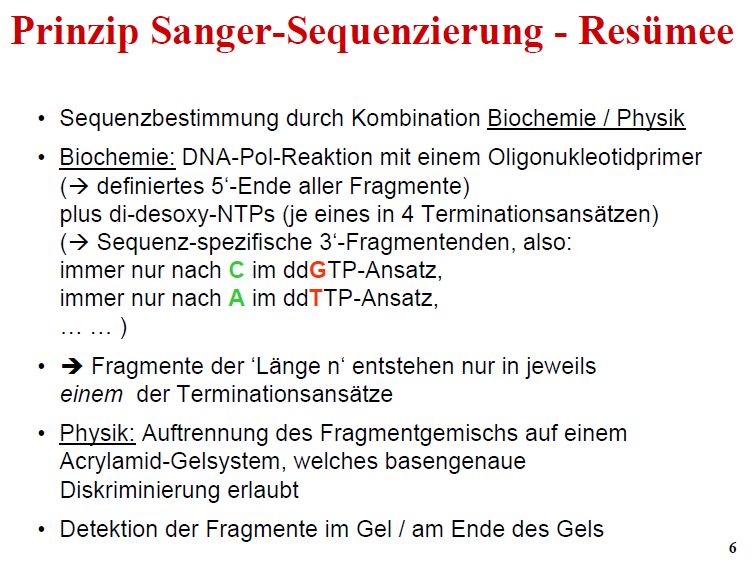 Prinzip Sanger-Sequenzierung - Resümee
• Sequenzbestimmung durch Kombination Biochemie / Physik
• Biochemie: DNA-Pol-Reaktion mit einem Oligonukleotidprimer
(→ definiertes 5‘-Ende aller Fragmente)
plus di-desoxy-NTPs (je eines in 4 Terminationsansätzen)
(→ Sequenz-spezifische 3‘-Fragmentenden, also:
immer nur nach C im ddGTP-Ansatz,
immer nur nach A im ddTTP-Ansatz,
… … )
• ➔ Fragmente der ‘Länge n‘ entstehen nur in jeweils
einem der Terminationsansätze
• Physik: Auftrennung des Fragmentgemischs auf einem
Acrylamid-Gelsystem, welches basengenaue
Diskriminierung erlaubt
• Detektion der Fragmente im Gel / am Ende des Gels
6